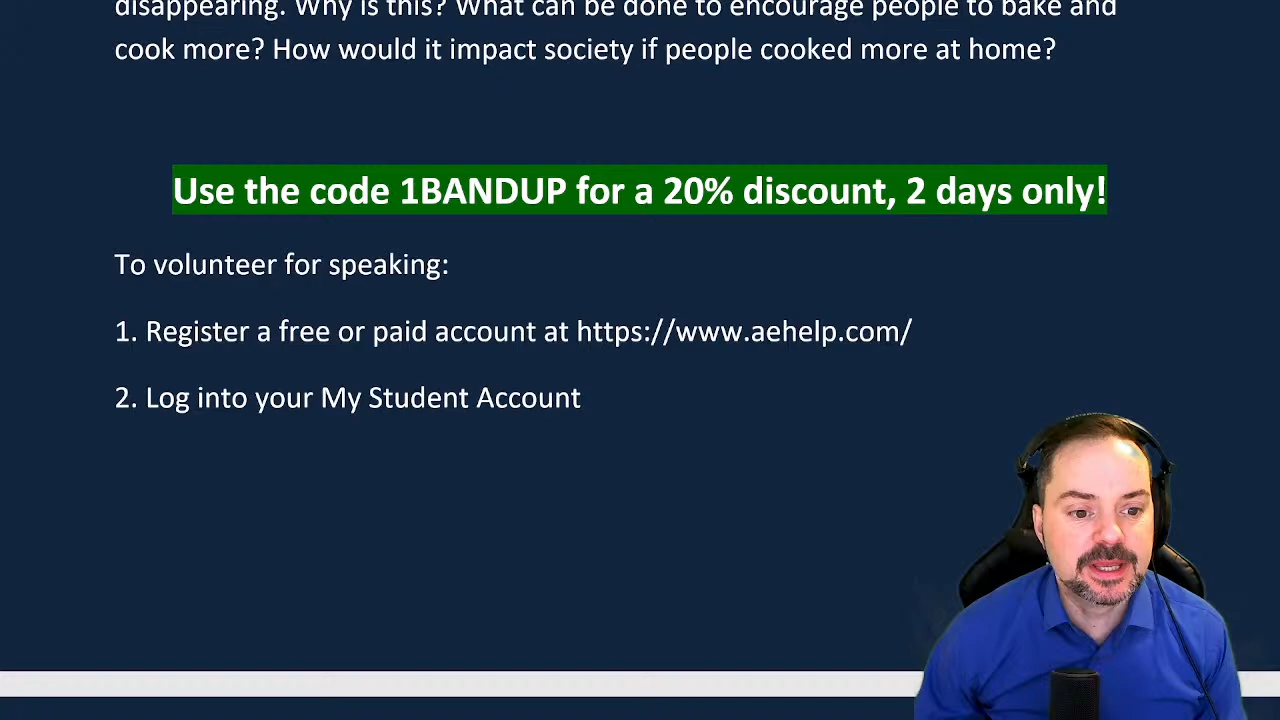 disappearing. Why is this? What can be done to encourage people to bake and
cook more? How would it impact society if people cooked more at home?
Use the code 1BANDUP for a 20% discount, 2 days only!
To volunteer for speaking:
1. Register a free or paid account at https://www.aehelp.com/
2. Log into your My Student Account